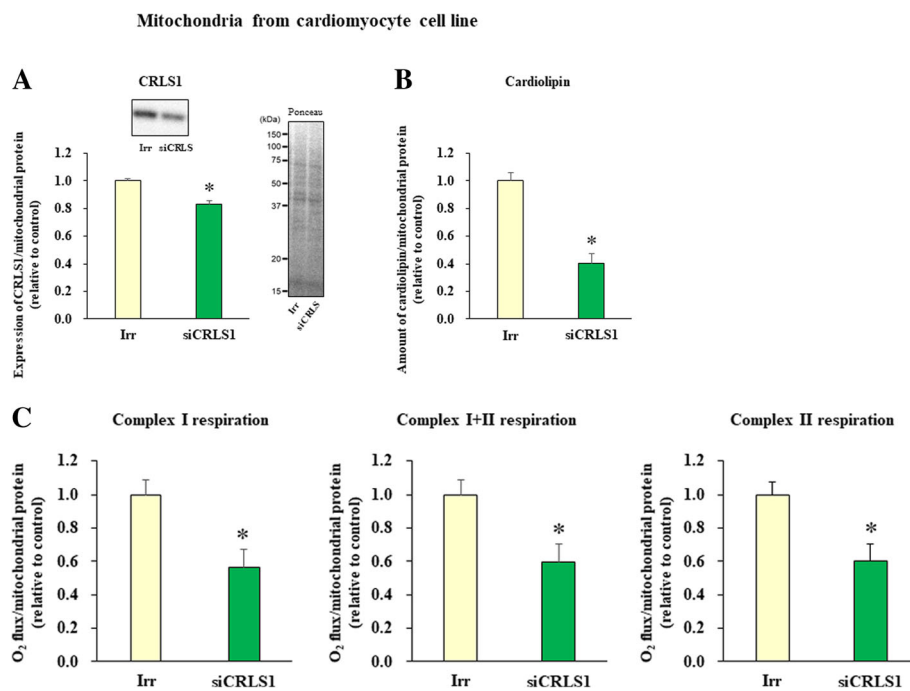 Mitochondria from cardiomyocyte cell line
A
CRLS1
Irr siCRLS
Ponceau
(kDa)
150
100
75
50
37
20
15
Irr
siCRLS
Expression of CRLS1/mitochondrial protein
(relative to control)
1.2
1.0
0.8
0.6
0.4
0.2
0.0
*
Irr siCRLS1
B
Cardiolipin
Amount of cardiolipin/mitochondrial protein
(relative to control)
1.2
1.0
0.8
0.6
0.4
0.2
0.0
*
Irr siCRLS1
C
Complex I respiration
O2 flux/mitochondrial protein
(relative to control)
1.2
1.0
0.8
0.6
0.4
0.2
0.0
*
Irr siCRLS1
Complex I+II respiration
O2 flux/mitochondrial protein
(relative to control)
1.2
1.0
0.8
0.6
0.4
0.2
0.0
*
Irr siCRLS1
Complex II respiration
O2 flux/mitochondrial protein
(relative to control)
1.2
1.0
0.8
0.6
0.4
0.2
0.0
*
Irr siCRLS1